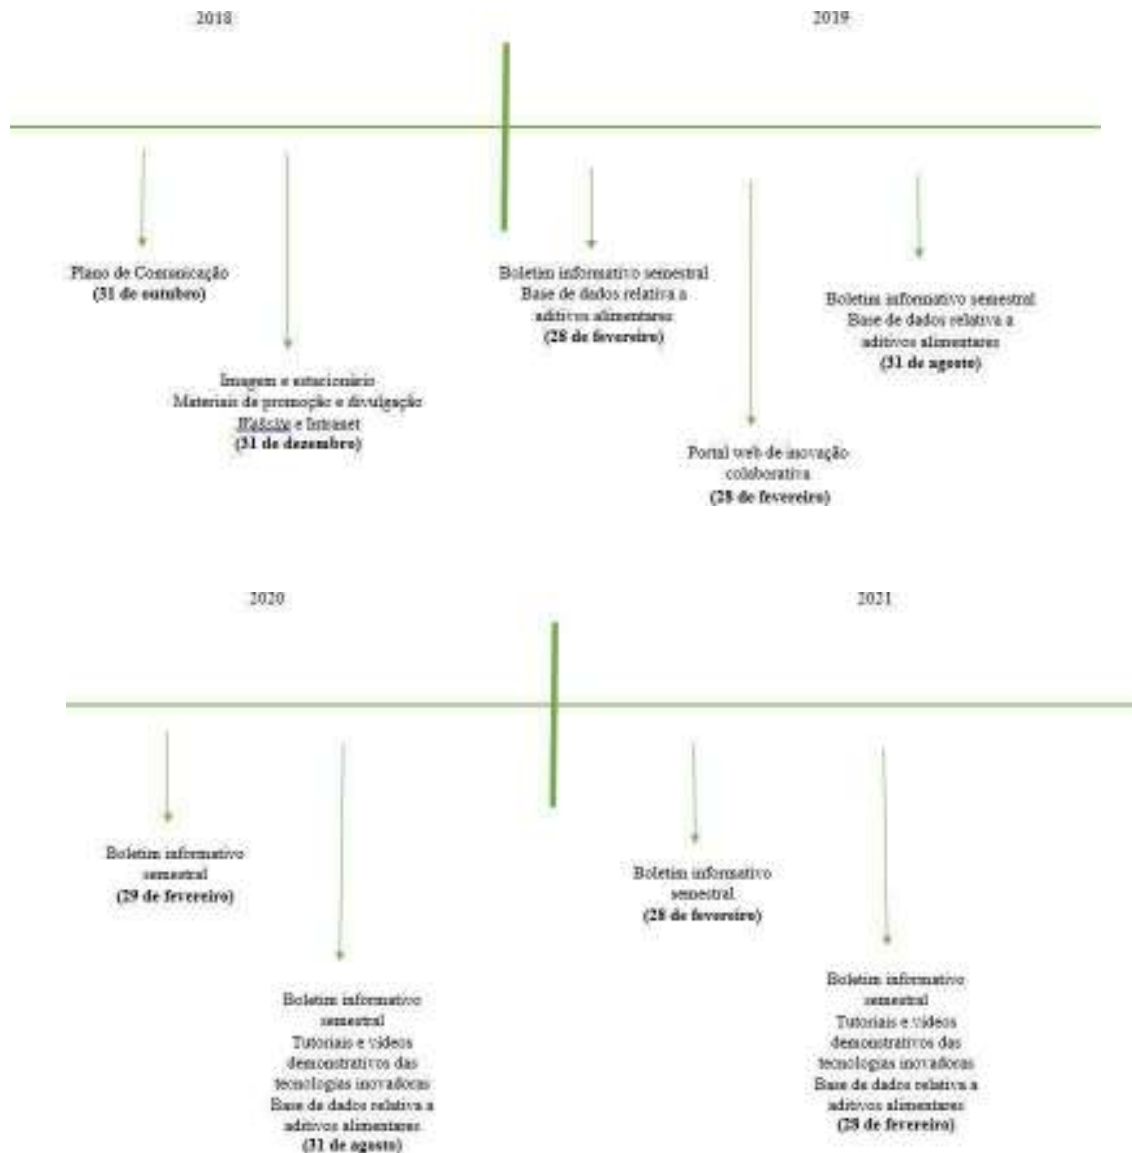 2018
2019
Plano de Comunicação
(31 de outubro)
Imagem e estacionário
Materiais de promoção e divulgação
Website e Intranet
(31 de dezembro)
Boletim informativo semestral
Base de dados relativa a
aditivos alimentares
(28 de fevereiro)
Portal web de inovação
colaborativa
(28 de fevereiro)
Boletim informativo semestral
Base de dados relativa a
aditivos alimentares
(31 de agosto)
2020
2021
Boletim informativo
semestral
(29 de fevereiro)
Boletim informativo
semestral
Tutoriais e vídeos
demonstrativos das
tecnologias inovadoras
Base de dados relativa a
aditivos alimentares
(31 de agosto)
Boletim informativo
semestral
(28 de fevereiro)
Boletim informativo
semestral
Tutoriais e vídeos
demonstrativos das
tecnologias inovadoras
Base de dados relativa a
aditivos alimentares
(28 de fevereiro)